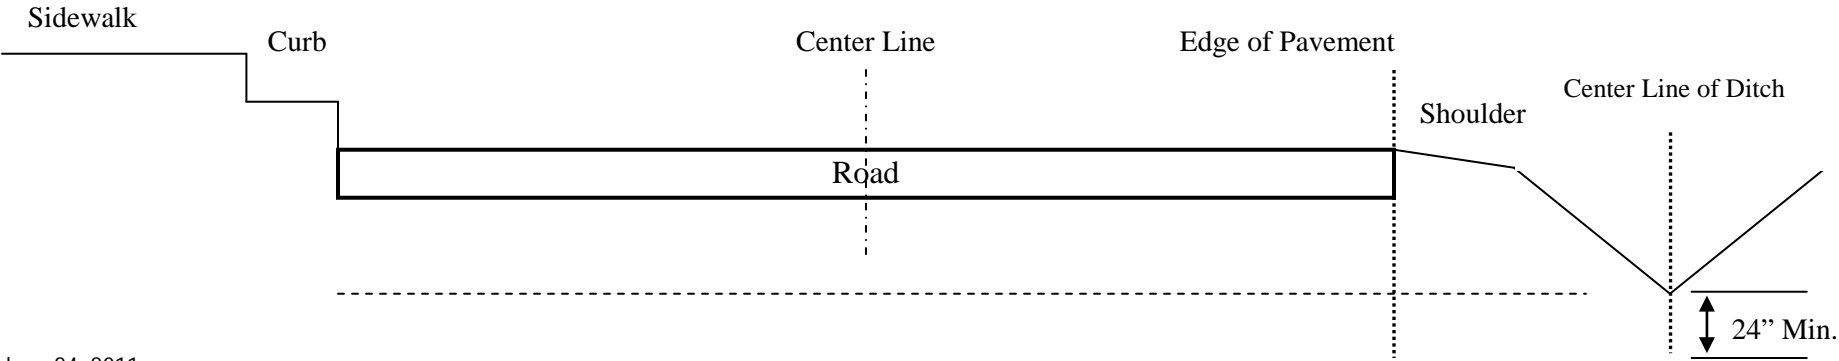 Sidewalk
Curb
Center Line
Edge of Pavement
Center Line of Ditch
Shoulder
Road
24” Min.